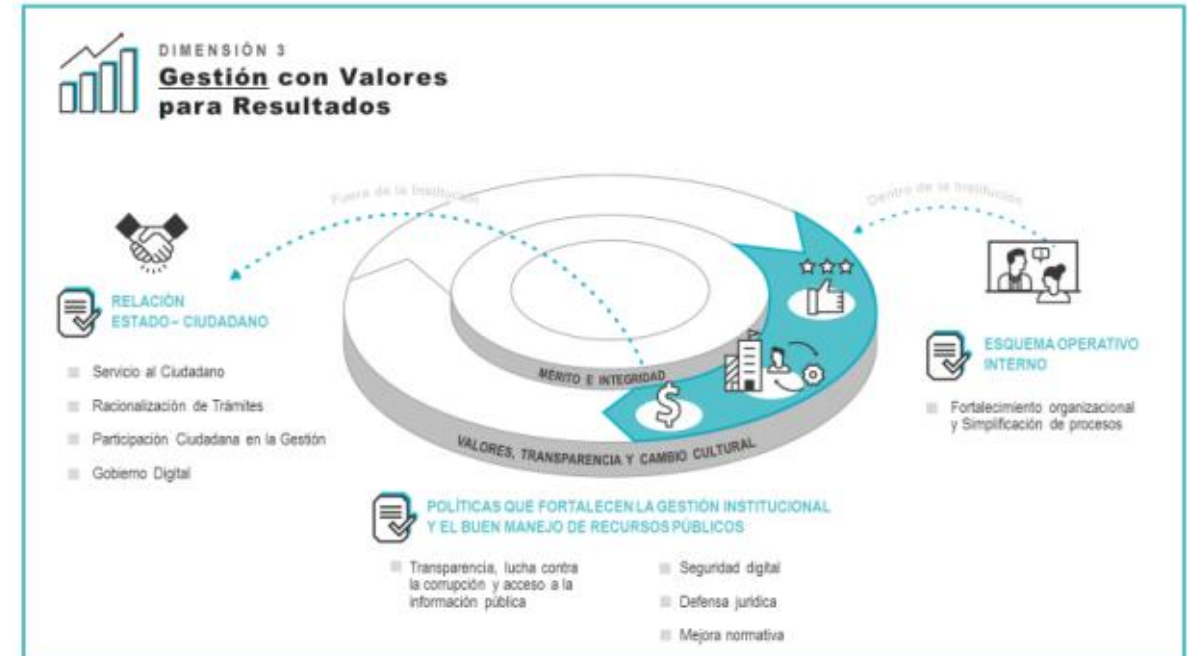 DIMENSIÓN 3
Gestión con Valores
para Resultados
Fuera de la Institución
Dentro de la Institución
RELACIÓN
ESTADO – CIUDADANO
Servicio al Ciudadano
Racionalización de Trámites
Participación Ciudadana en la Gestión
Gobierno Digital
MÉRITO E INTEGRIDAD
VALORES, TRANSPARENCIA Y CAMBIO CULTURAL
$
ESQUEMA OPERATIVO
INTERNO
Fortalecimiento organizacional
y Simplificación de procesos
POLÍTICAS QUE FORTALECEN LA GESTIÓN INSTITUCIONAL
Y EL BUEN MANEJO DE RECURSOS PÚBLICOS
Transparencia, lucha contra
la corrupción y acceso a la
información pública
Seguridad digital
Defensa jurídica
Mejora normativa